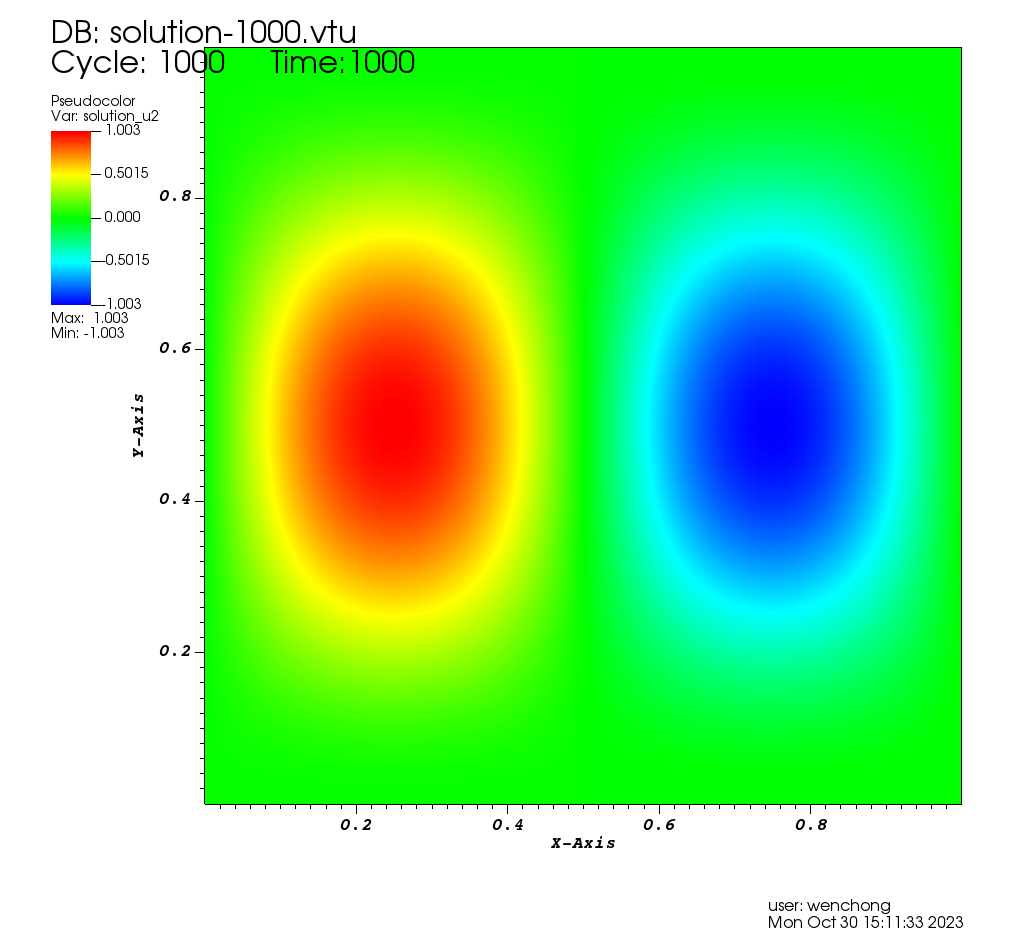 DB: solution-1000.vtu
Cycle: 1000 Time:1000
Pseudocolor
Var: solution_u2
1.003
0.5015
0.000
-0.5015
-1.003
Max: 1.003
Min: -1.003
0.8
0.6
0.4
0.2
Y-Axis
0.2 0.4 0.6 0.8
X-Axis
user: wenchong
Mon Oct 30 15:11:33 2023